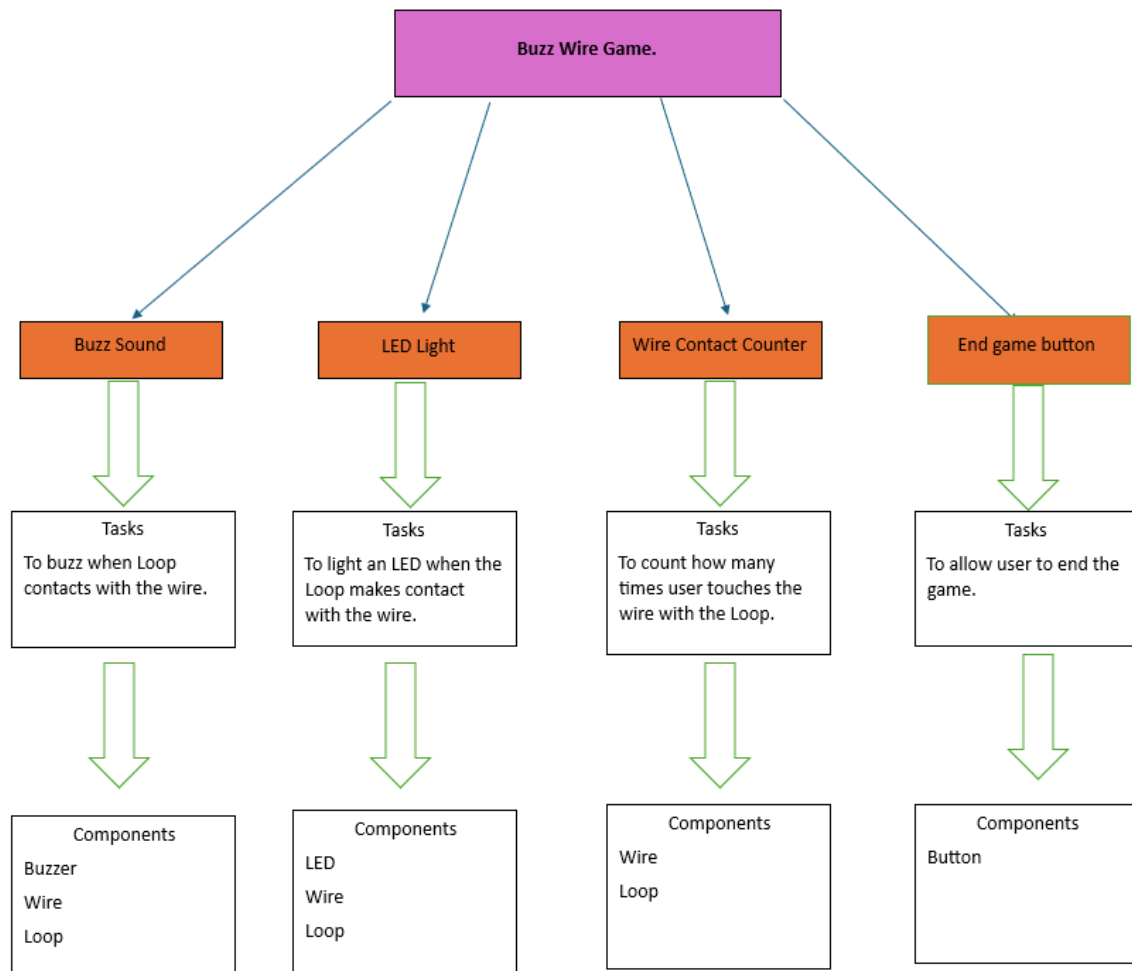 Buzz Wire Game.
Buzz Sound
LED Light
Wire Contact Counter
End game button
Tasks
To buzz when Loop
contacts with the wire.
Tasks
To light an LED when the
Loop makes contact
with the wire.
Tasks
To count how many
times user touches the
wire with the Loop.
Tasks
To allow user to end the
game.
Components
Buzzer
Wire
Loop
Components
LED
Wire
Loop
Components
Wire
Loop
Components
Button